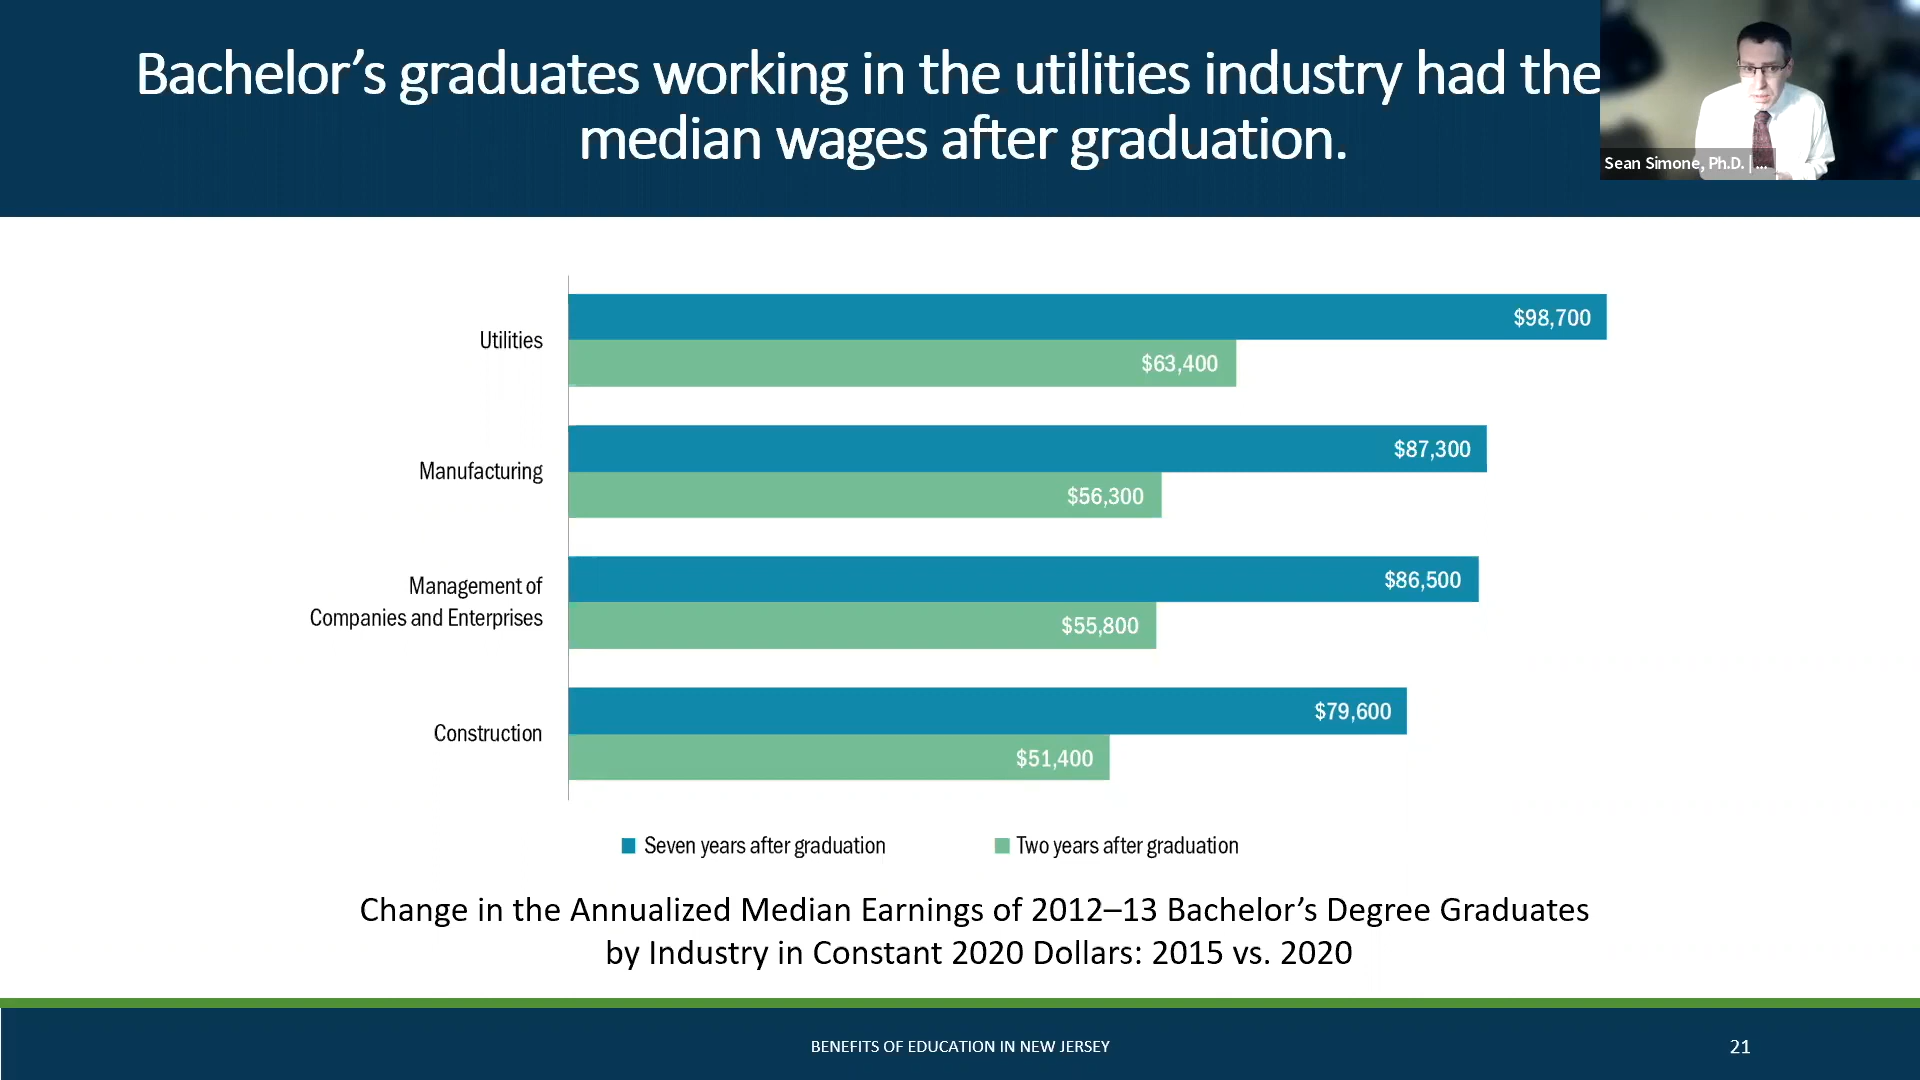 Bachelor’s graduates working in the utilities industry had the
median wages after graduation.
Sean Simone, Ph.D. | ...
Utilities
$98,700
$63,400
Manufacturing
$87,300
$56,300
Management of
Companies and Enterprises
$86,500
$55,800
Construction
$79,600
$51,400
Seven years after graduation
Two years after graduation
Change in the Annualized Median Earnings of 2012–13 Bachelor’s Degree Graduates
by Industry in Constant 2020 Dollars: 2015 vs. 2020
BENEFITS OF EDUCATION IN NEW JERSEY
21